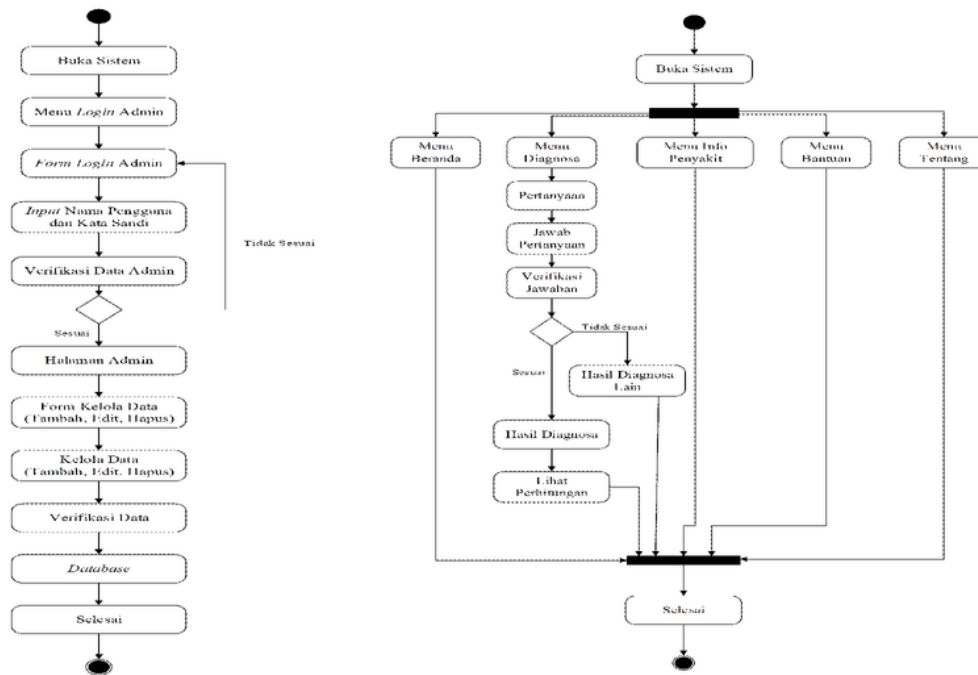 Buka Sistem
Menu Login Admin
Form Login Admin
Input Nama Pengguna
dan Kata Sandi
Tidak Sesuai
Verifikasi Data Admin
Sesuai
Halaman Admin
Form Kelola Data
(Tambah, Edit, Hapus)
Kelola Data
(Tambah, Edit. Hapus)
Verifikasi Data
Database
Selesai
Buka Sistem
Menu
Beranda
Menu
Diagnosa
Menu Info
Penyakit
Menu
Bantuan
Menu
Tentang
Pertanyaan
Jawab
Pertanyaan
Verifikasi
Jawaban
Tidak Sesuai
Sesuai
Hasil Diagnosa
Lain
Hasil Diagnosa
Lihat
Perhitungan
Selesai